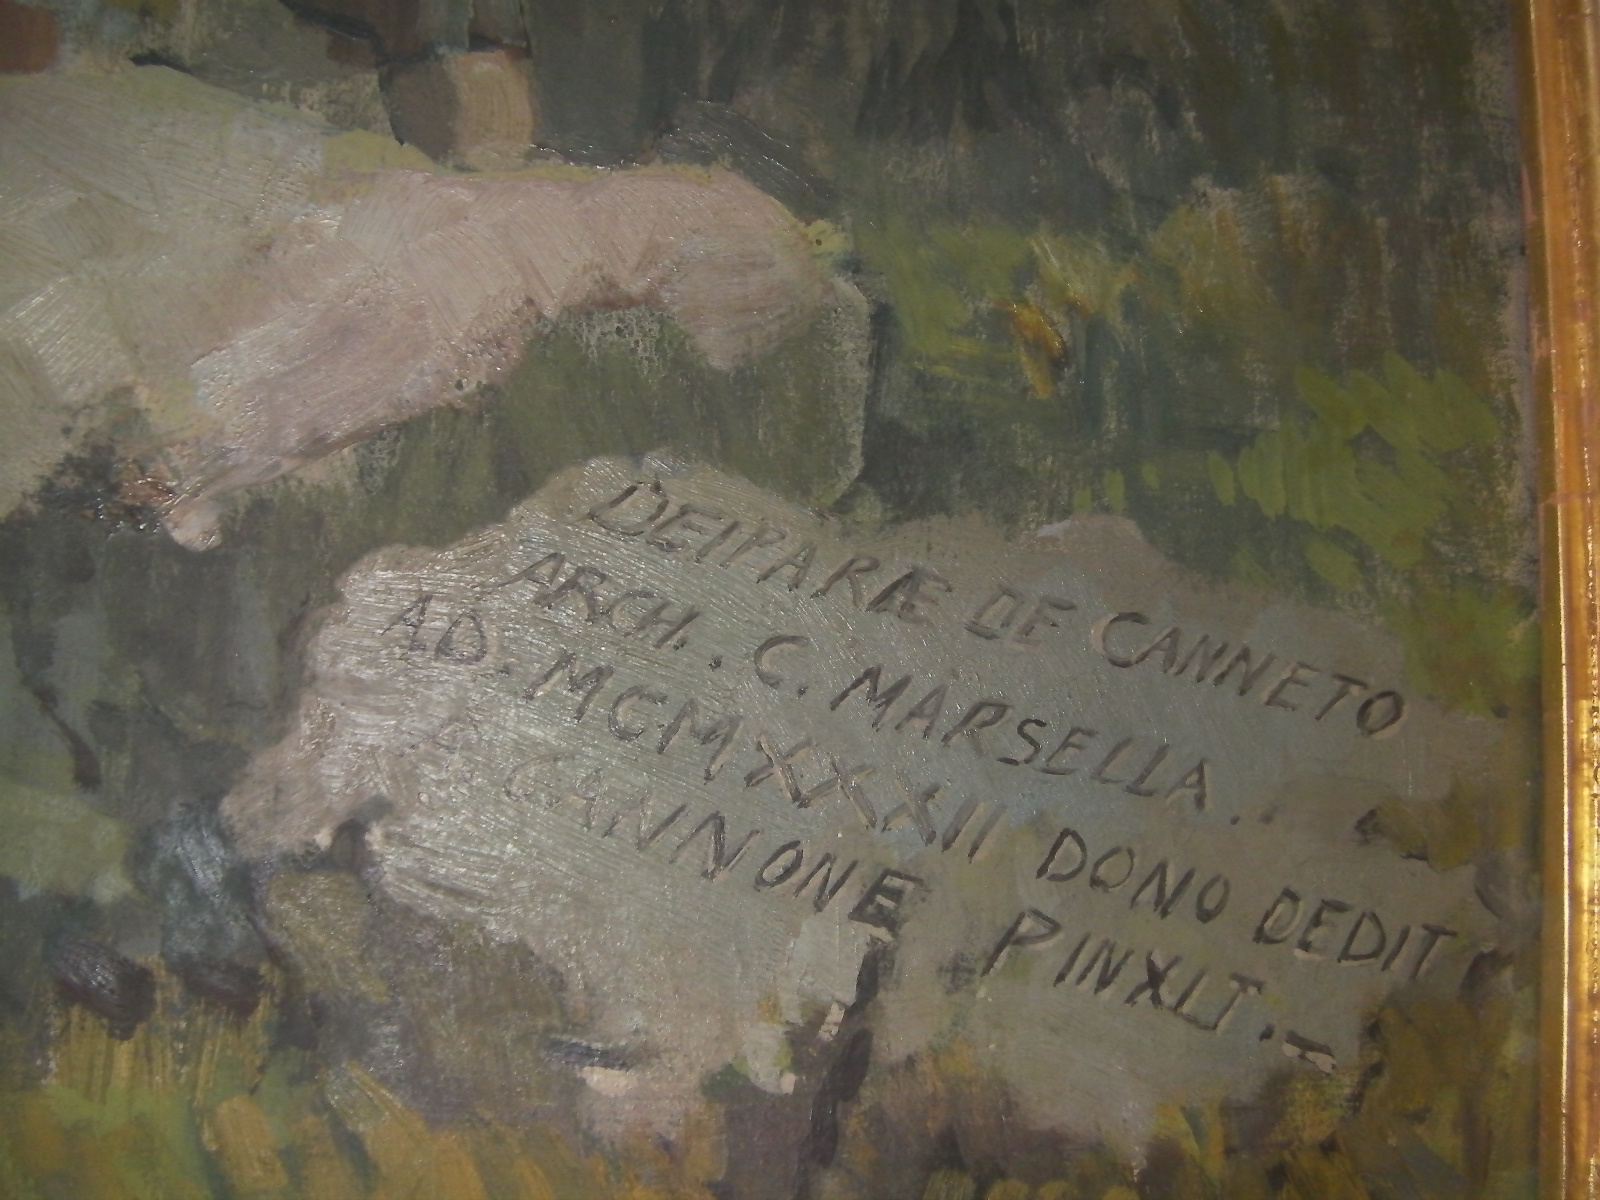 DEIPARÆ DE CANNETO
ARCH. . C. MARSELLA . .
AD. MCMXXXII DONO DEDIT
A. CANNONE PINXIT. -